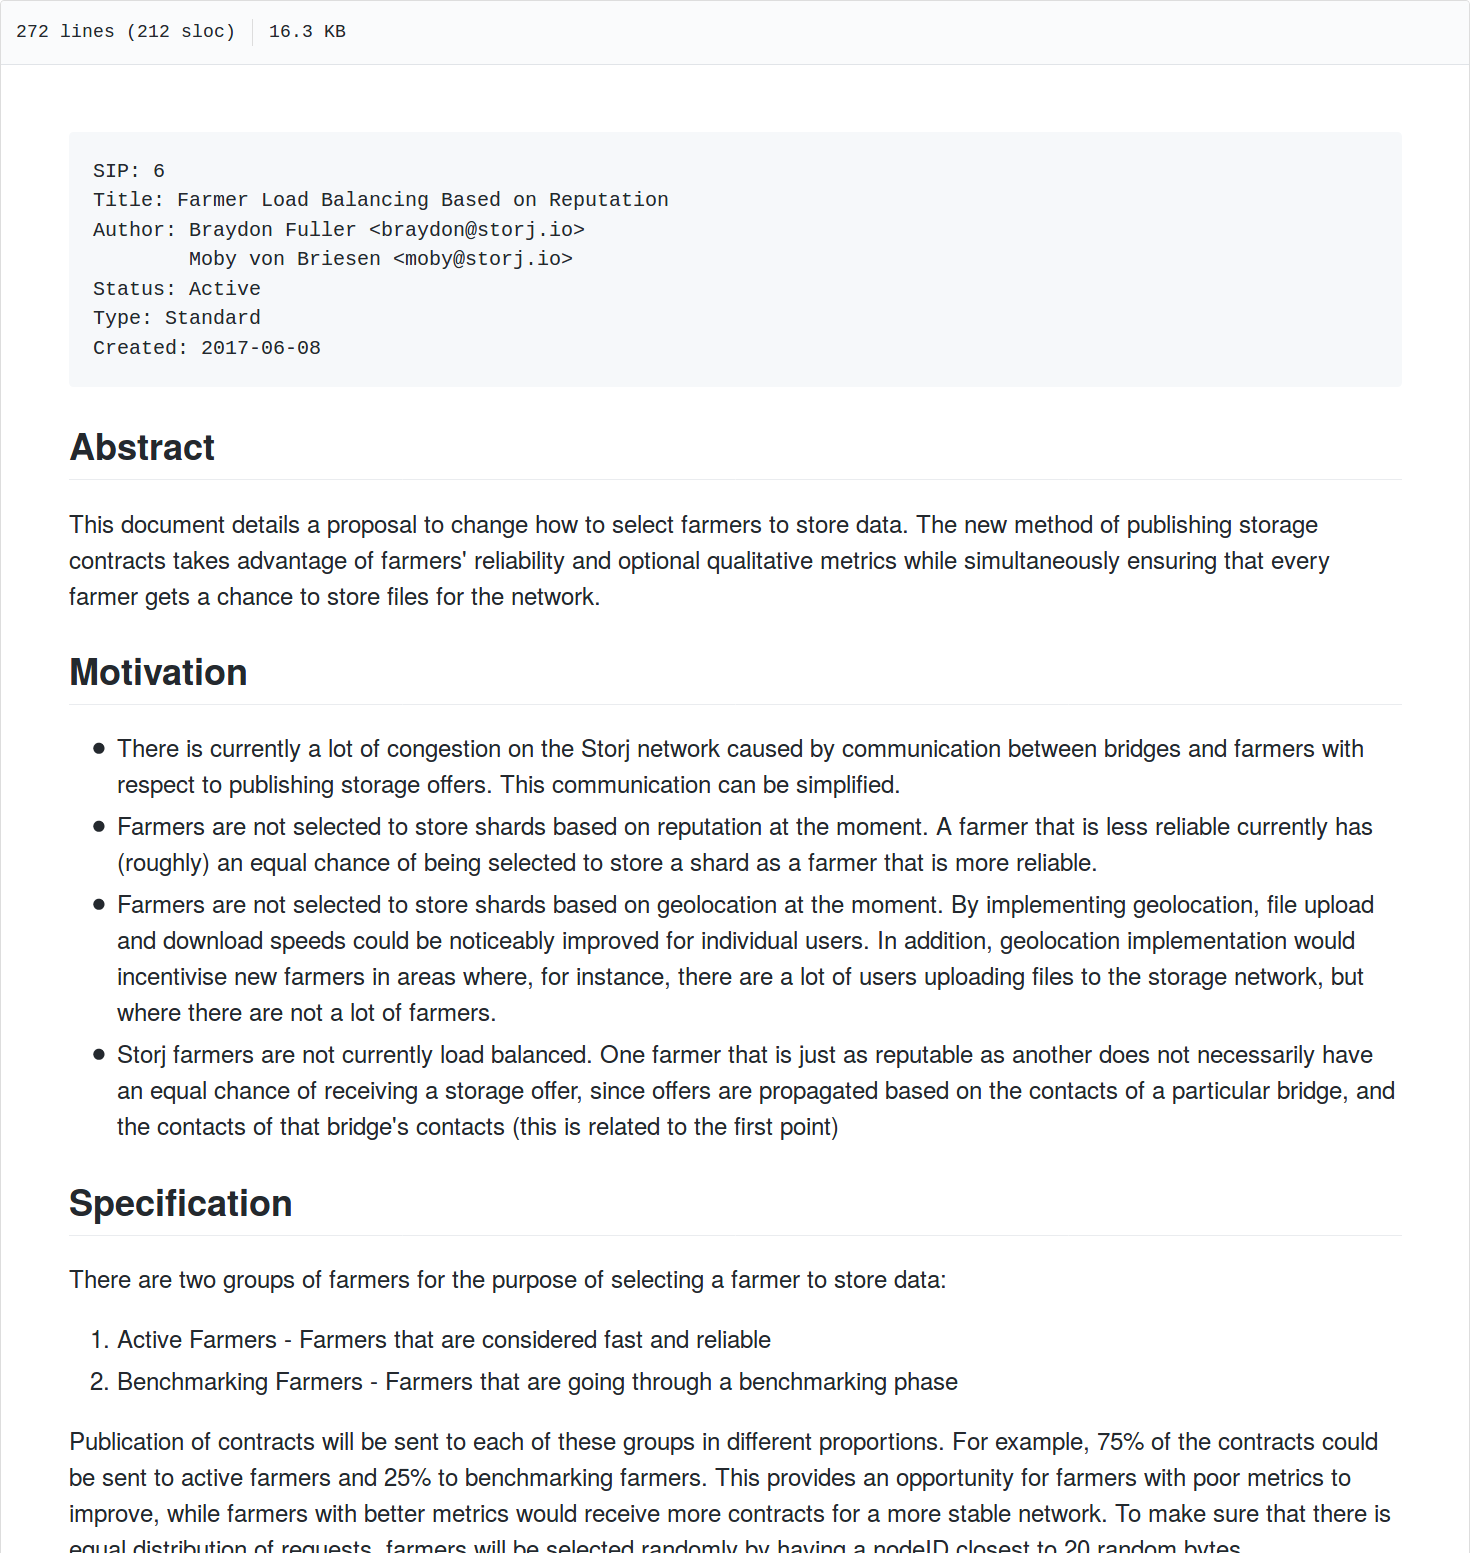 272 lines (212 sloc) 16.3 KB
SIP: 6
Title: Farmer Load Balancing Based on Reputation
Author: Braydon Fuller <braydon@storj.io>
        Moby von Briesen <moby@storj.io>
Status: Active
Type: Standard
Created: 2017-06-08
Abstract
This document details a proposal to change how to select farmers to store data. The new method of publishing storage
contracts takes advantage of farmers' reliability and optional qualitative metrics while simultaneously ensuring that every
farmer gets a chance to store files for the network.
Motivation
● There is currently a lot of congestion on the Storj network caused by communication between bridges and farmers with
respect to publishing storage offers. This communication can be simplified.
● Farmers are not selected to store shards based on reputation at the moment. A farmer that is less reliable currently has
(roughly) an equal chance of being selected to store a shard as a farmer that is more reliable.
● Farmers are not selected to store shards based on geolocation at the moment. By implementing geolocation, file upload
and download speeds could be noticeably improved for individual users. In addition, geolocation implementation would
incentivise new farmers in areas where, for instance, there are a lot of users uploading files to the storage network, but
where there are not a lot of farmers.
● Storj farmers are not currently load balanced. One farmer that is just as reputable as another does not necessarily have
an equal chance of receiving a storage offer, since offers are propagated based on the contacts of a particular bridge, and
the contacts of that bridge's contacts (this is related to the first point)
Specification
There are two groups of farmers for the purpose of selecting a farmer to store data:
1. Active Farmers - Farmers that are considered fast and reliable
2. Benchmarking Farmers - Farmers that are going through a benchmarking phase
Publication of contracts will be sent to each of these groups in different proportions. For example, 75% of the contracts could
be sent to active farmers and 25% to benchmarking farmers. This provides an opportunity for farmers with poor metrics to
improve, while farmers with better metrics would receive more contracts for a more stable network. To make sure that there is
equal distribution of requests, farmers will be selected randomly by having a nodeID closest to 20 random bytes.